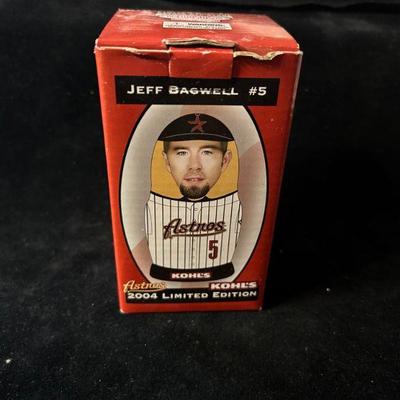 JEFF BAGWELL #5
Astros
5
KOHL'S
Astros KOHL'S
2004 LIMITED EDITION